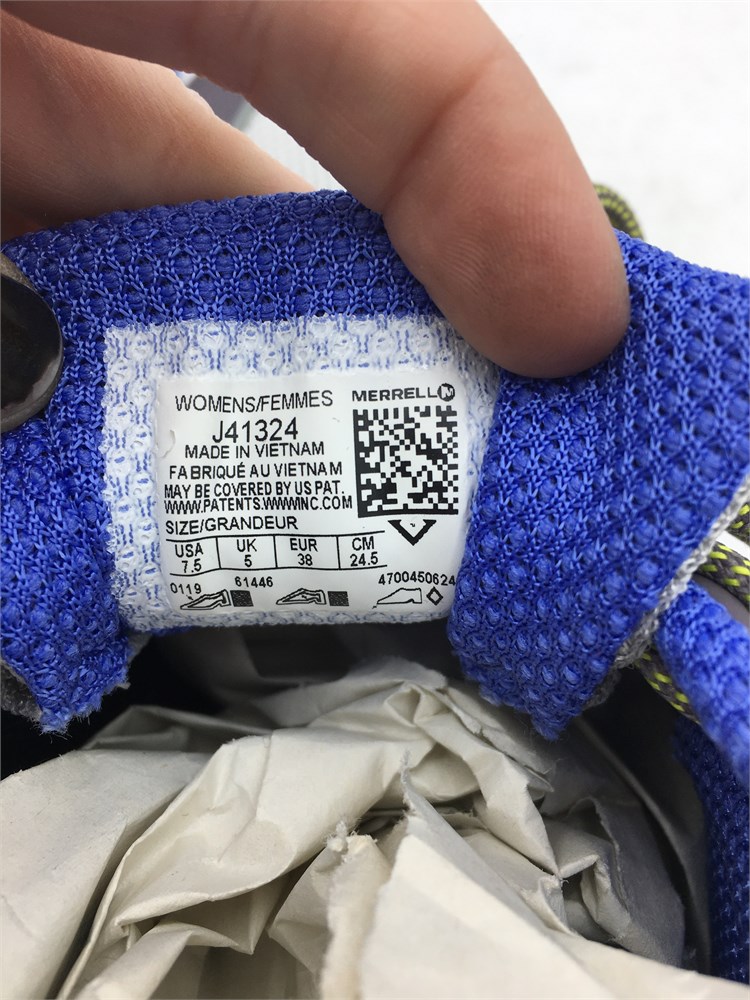 WOMENS/FEMMES
MERRELL
J41324
MADE IN VIETNAM
FABRIQUÉ AU VIETNAM
MAY BE COVERED BY US PAT.
WWW.PATENTS.WWWINC.COM
SIZE/GRANDEUR
USA UK EUR CM
7.5 5 38 24.5
0119 61446 4700450624